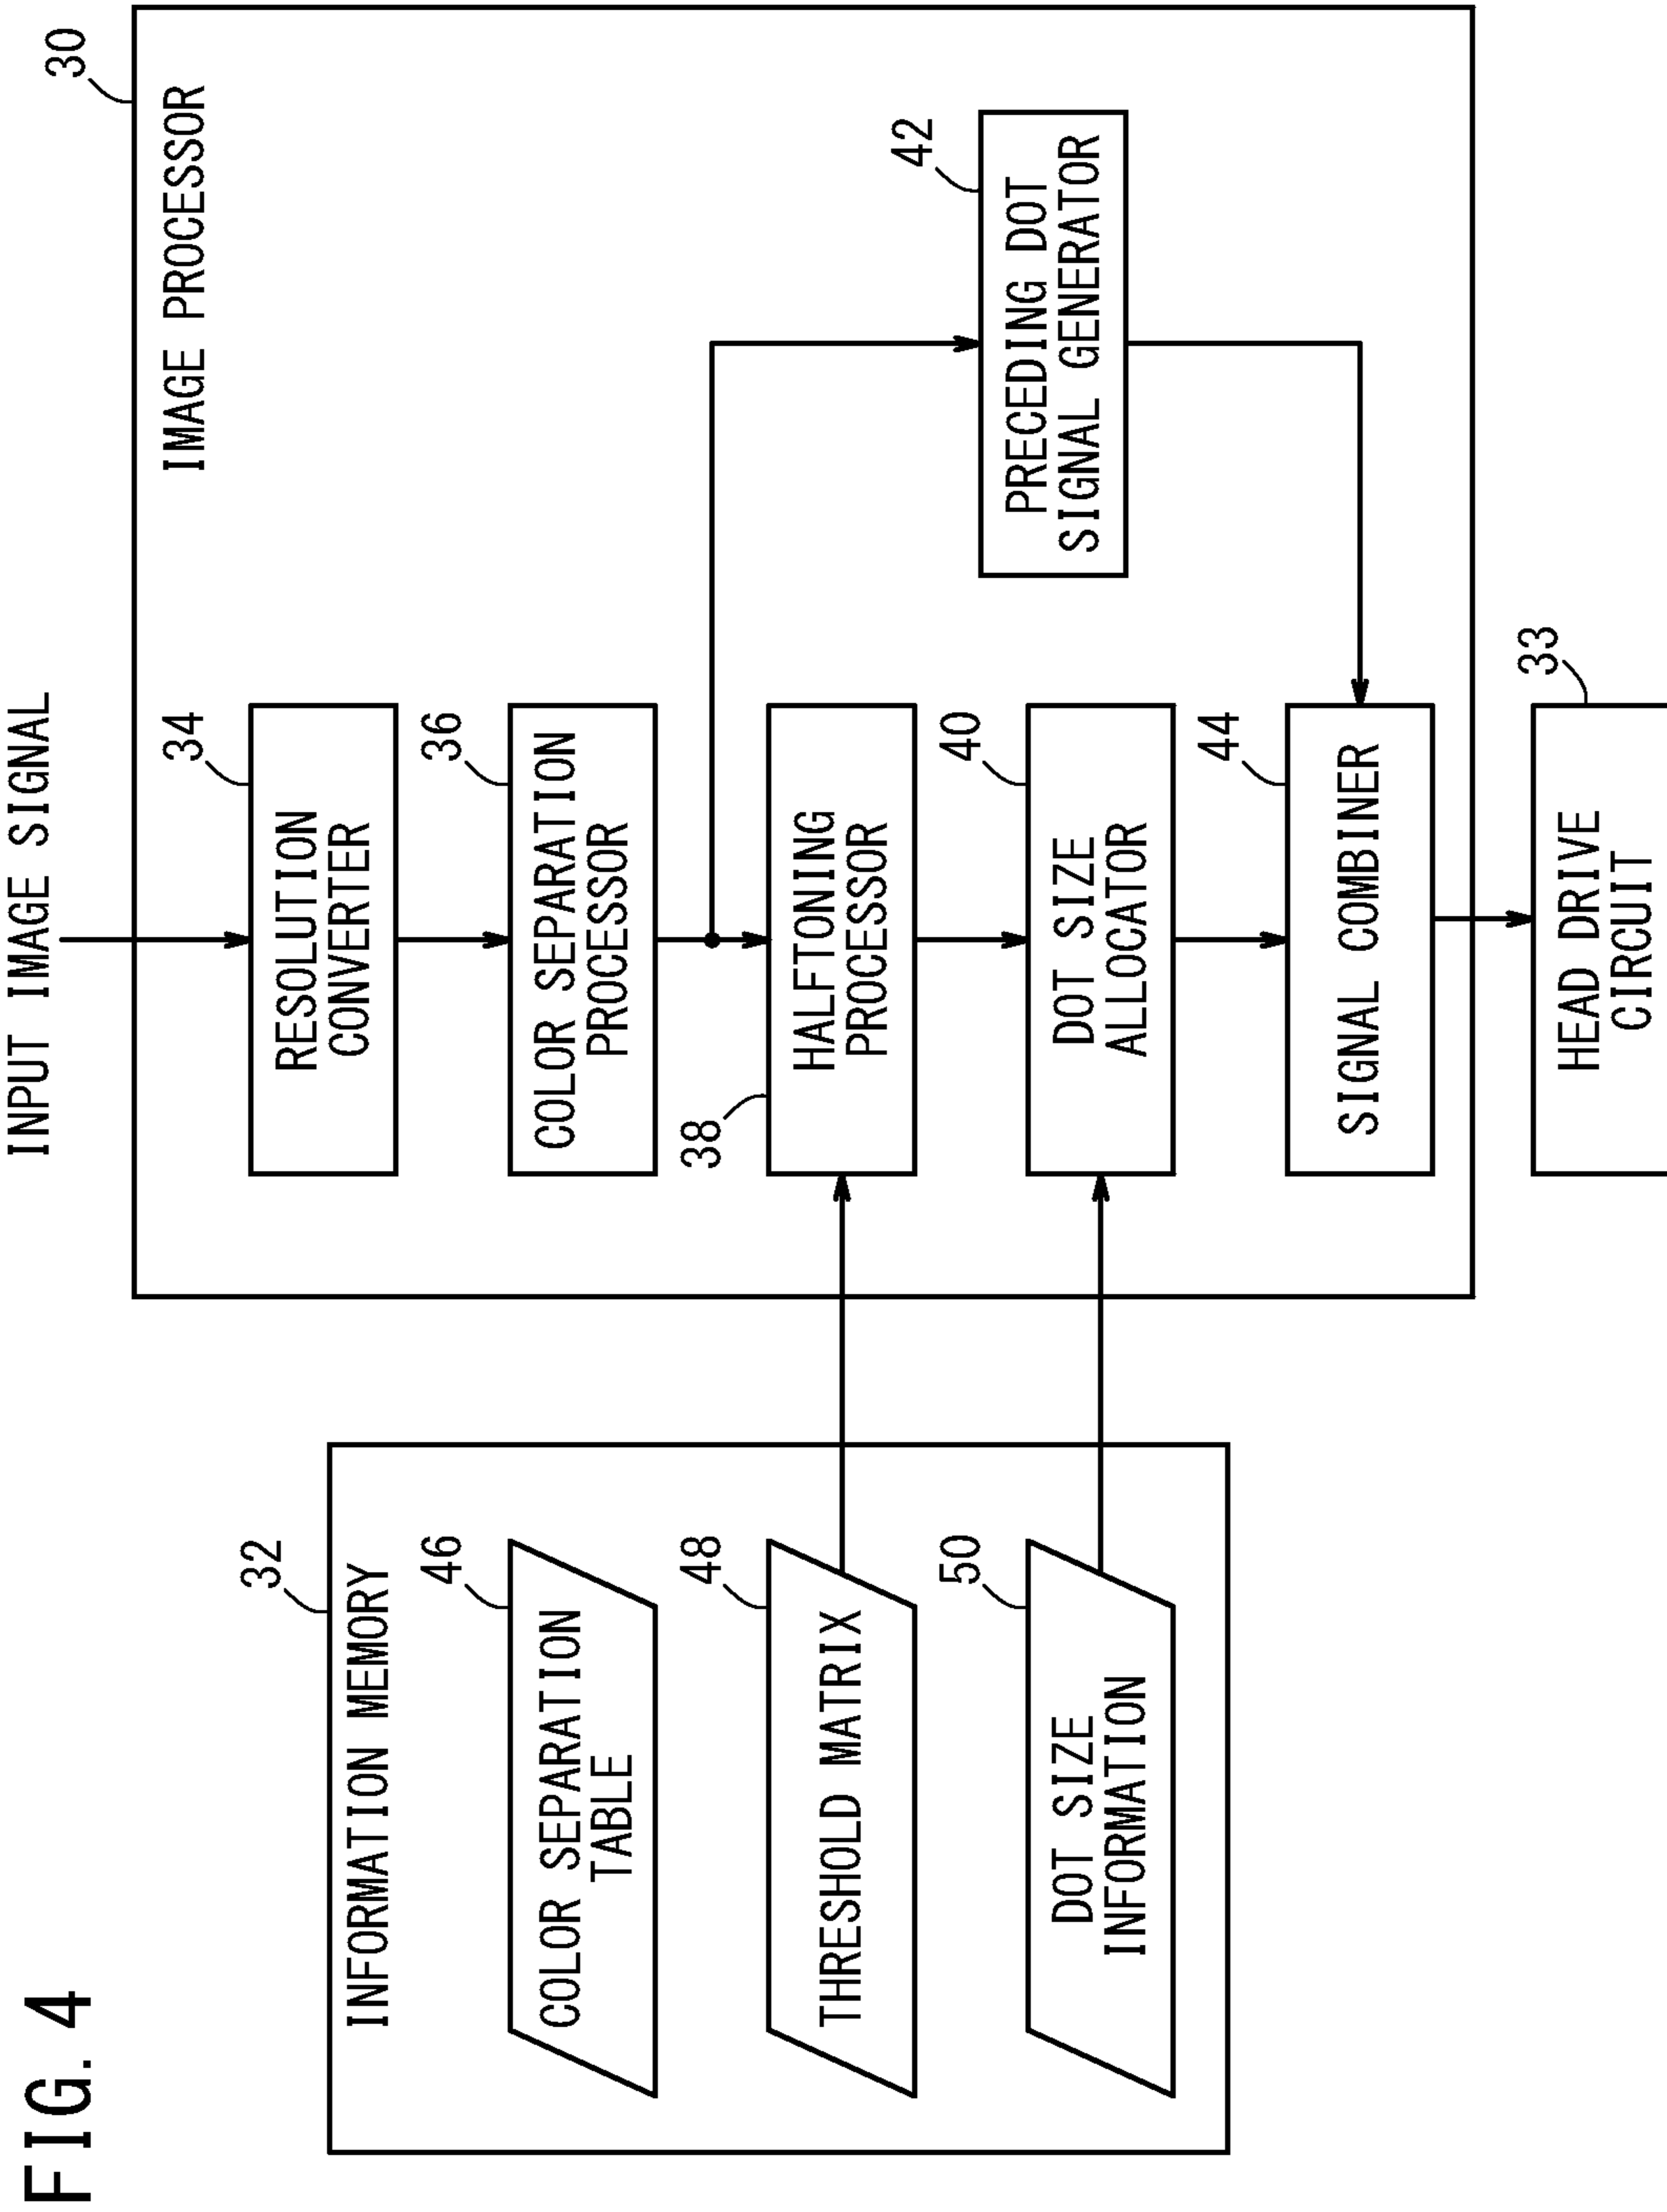 FIG. 4
INPUT IMAGE SIGNAL
30
IMAGE PROCESSOR
34
RESOLUTION
CONVERTER
36
COLOR SEPARATION
PROCESSOR
38
HALFTONING
PROCESSOR
42
PRECEDING DOT
SIGNAL GENERATOR
40
DOT SIZE
ALLOCATOR
44
SIGNAL COMBINER
33
HEAD DRIVE
CIRCUIT
32
INFORMATION MEMORY
46
COLOR SEPARATION
TABLE
48
THRESHOLD MATRIX
50
DOT SIZE
INFORMATION